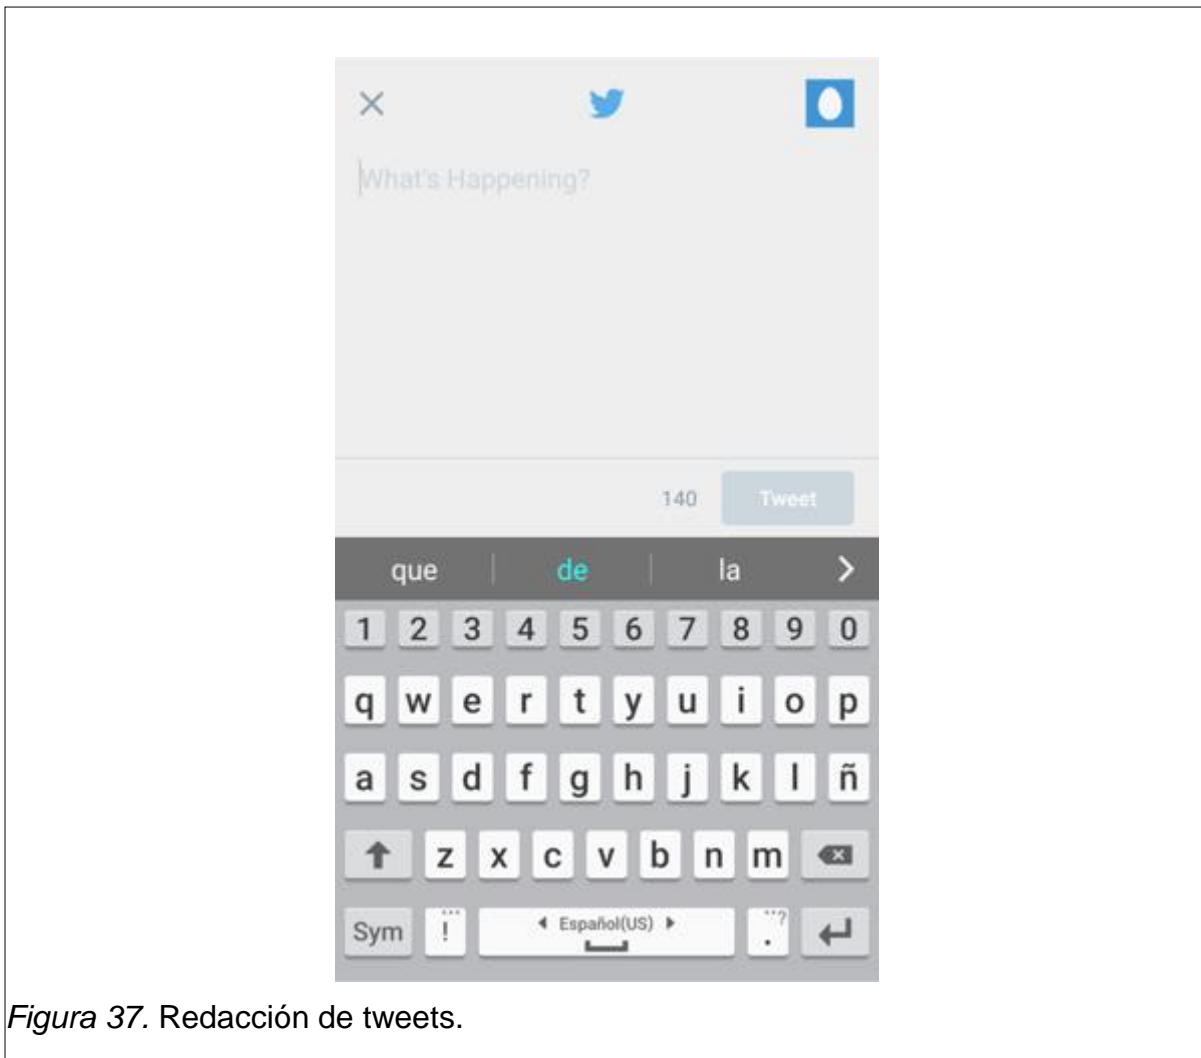 What's Happening?
140 Tweet
que de la
1 2 3 4 5 6 7 8 9 0
q w e r t y u i o p
a s d f g h j k l ñ
z x c v b n m
Sym ! ... Español(US) . ...?
Figura 37. Redacción de tweets.